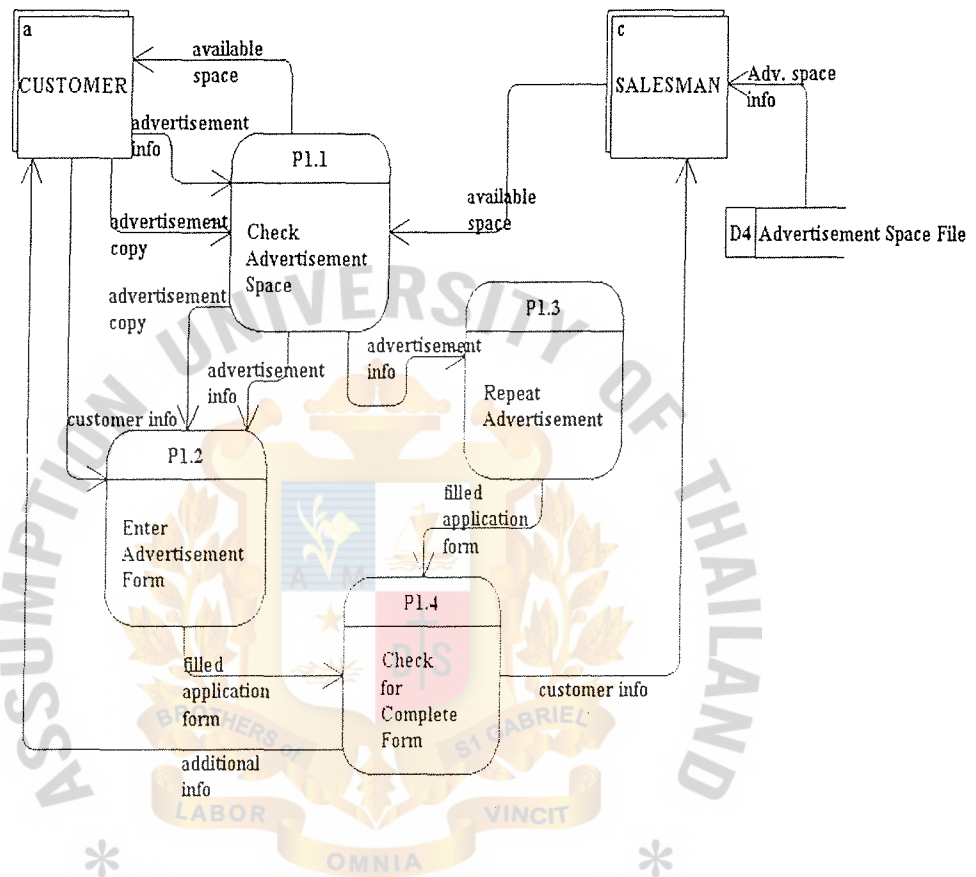 a
CUSTOMER
available
space
c
SALESMAN
Adv. space
info
advertisement
info
P1.1
Check
Advertisement
Space
available
space
D4 Advertisement Space File
advertisement
copy
advertisement
copy
advertisement
info
advertisement
info
P1.3
Repeat
Advertisement
customer info
P1.2
Enter
Advertisement
Form
filled
application
form
P1.4
Check
for
Complete
Form
filled
application
form
customer info
additional
info
ASSUMPTION UNIVERSITY OF THAILAND
A M
D S
BROTHERS of
S1 GABRIEL
LABOR
OMNIA
VINCIT
* *